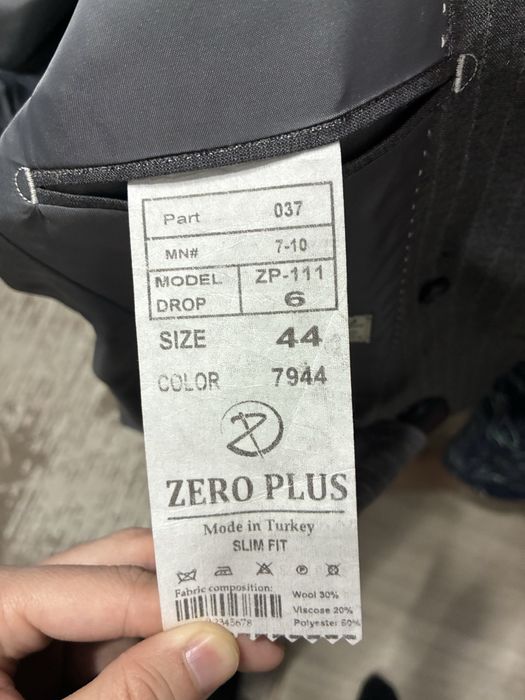 Part 037
MN# 7-10
MODEL ZP-111
DROP 6
SIZE 44
COLOR 7944
ZERO PLUS
Made in Turkey
SLIM FIT
Fabric composition:
Wool 30%
Viscose 20%
Polyester 50%
2345678